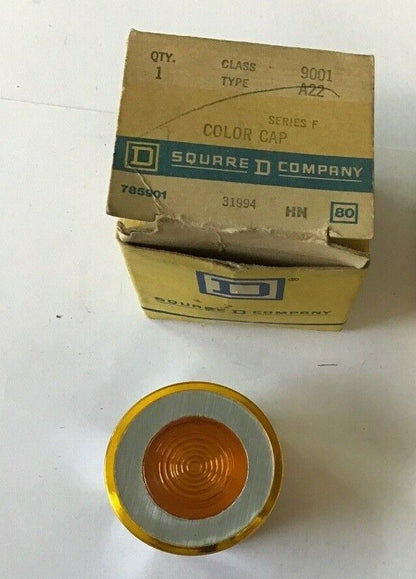 QTY. CLASS 9001
1 TYPE A22
SERIES F
COLOR CAP
D SQUARE D COMPANY
785901 31994 HN 80
D ®
SQUARE D COMPANY